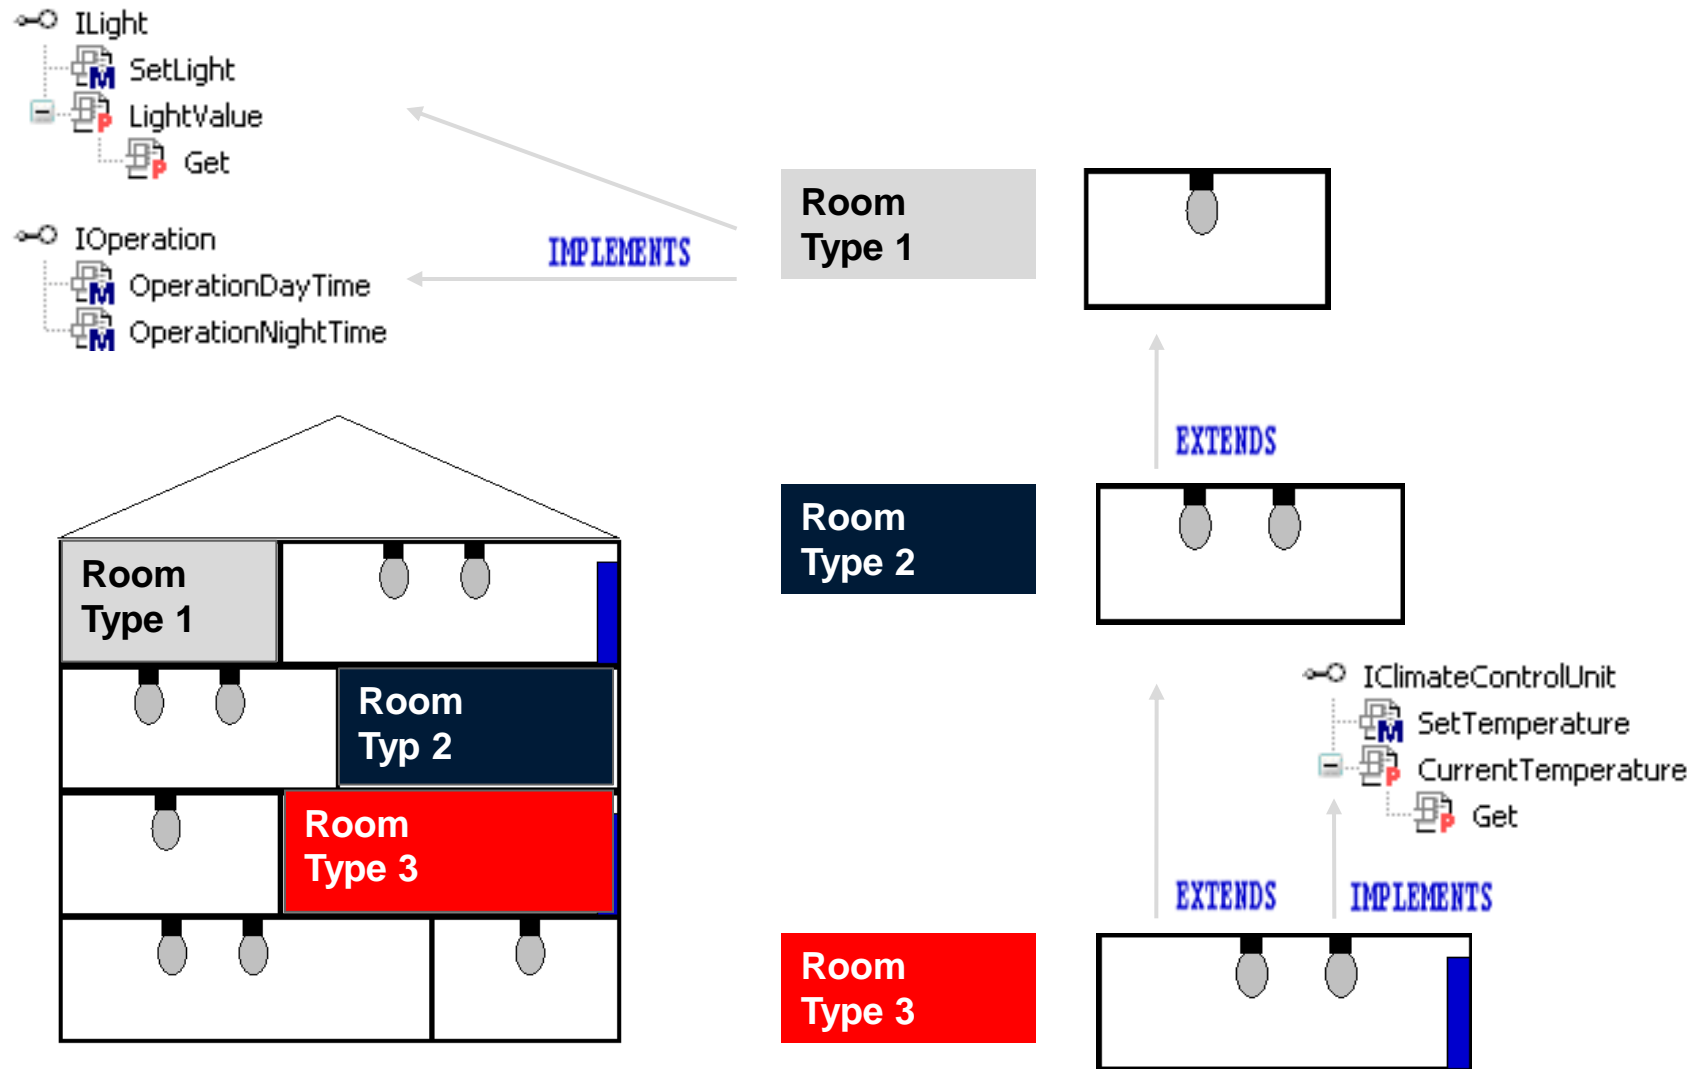 ILight
SetLight
LightValue
Get
IOperation
OperationDayTime
OperationNightTime
IMPLEMENTS
Room
Type 1
EXTENDS
Room
Type 2
IClimateControlUnit
SetTemperature
CurrentTemperature
Get
EXTENDS
IMPLEMENTS
Room
Type 3
Room
Type 1
Room
Typ 2
Room
Type 3